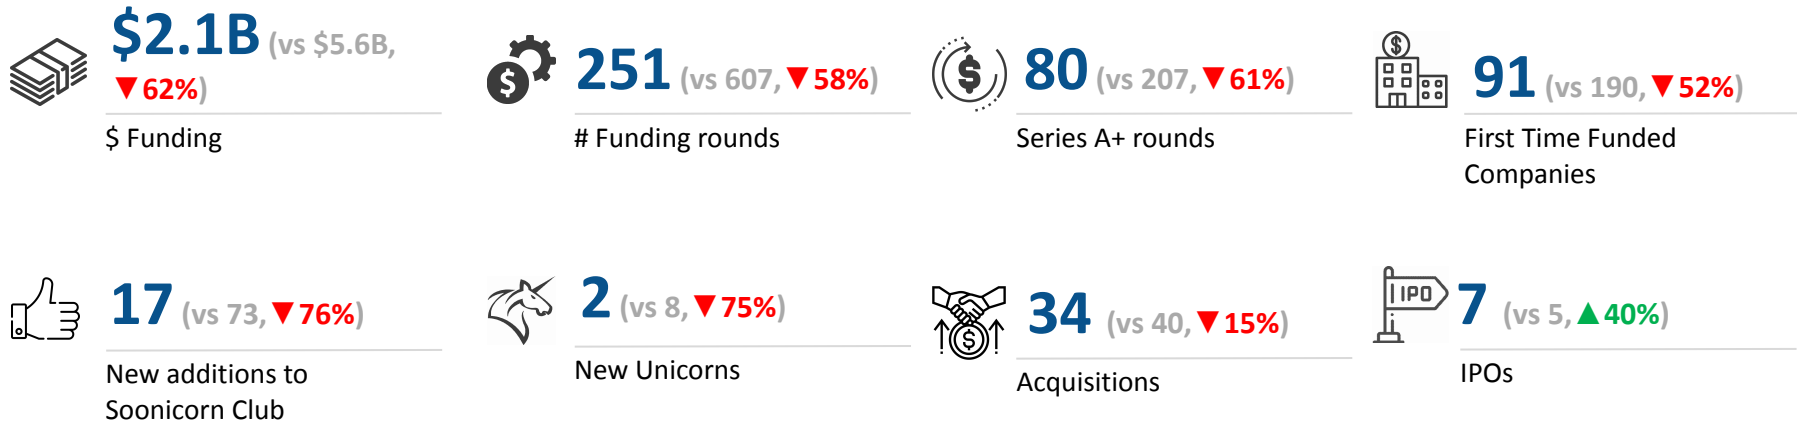 $2.1B (vs $5.6B,
▼62%)
$ Funding
251 (vs 607, ▼58%)
# Funding rounds
80 (vs 207, ▼61%)
Series A+ rounds
91 (vs 190, ▼52%)
First Time Funded
Companies
17 (vs 73, ▼76%)
New additions to
Soonicorn Club
2 (vs 8, ▼75%)
New Unicorns
34 (vs 40, ▼15%)
Acquisitions
IPO
7 (vs 5, ▲40%)
IPOs